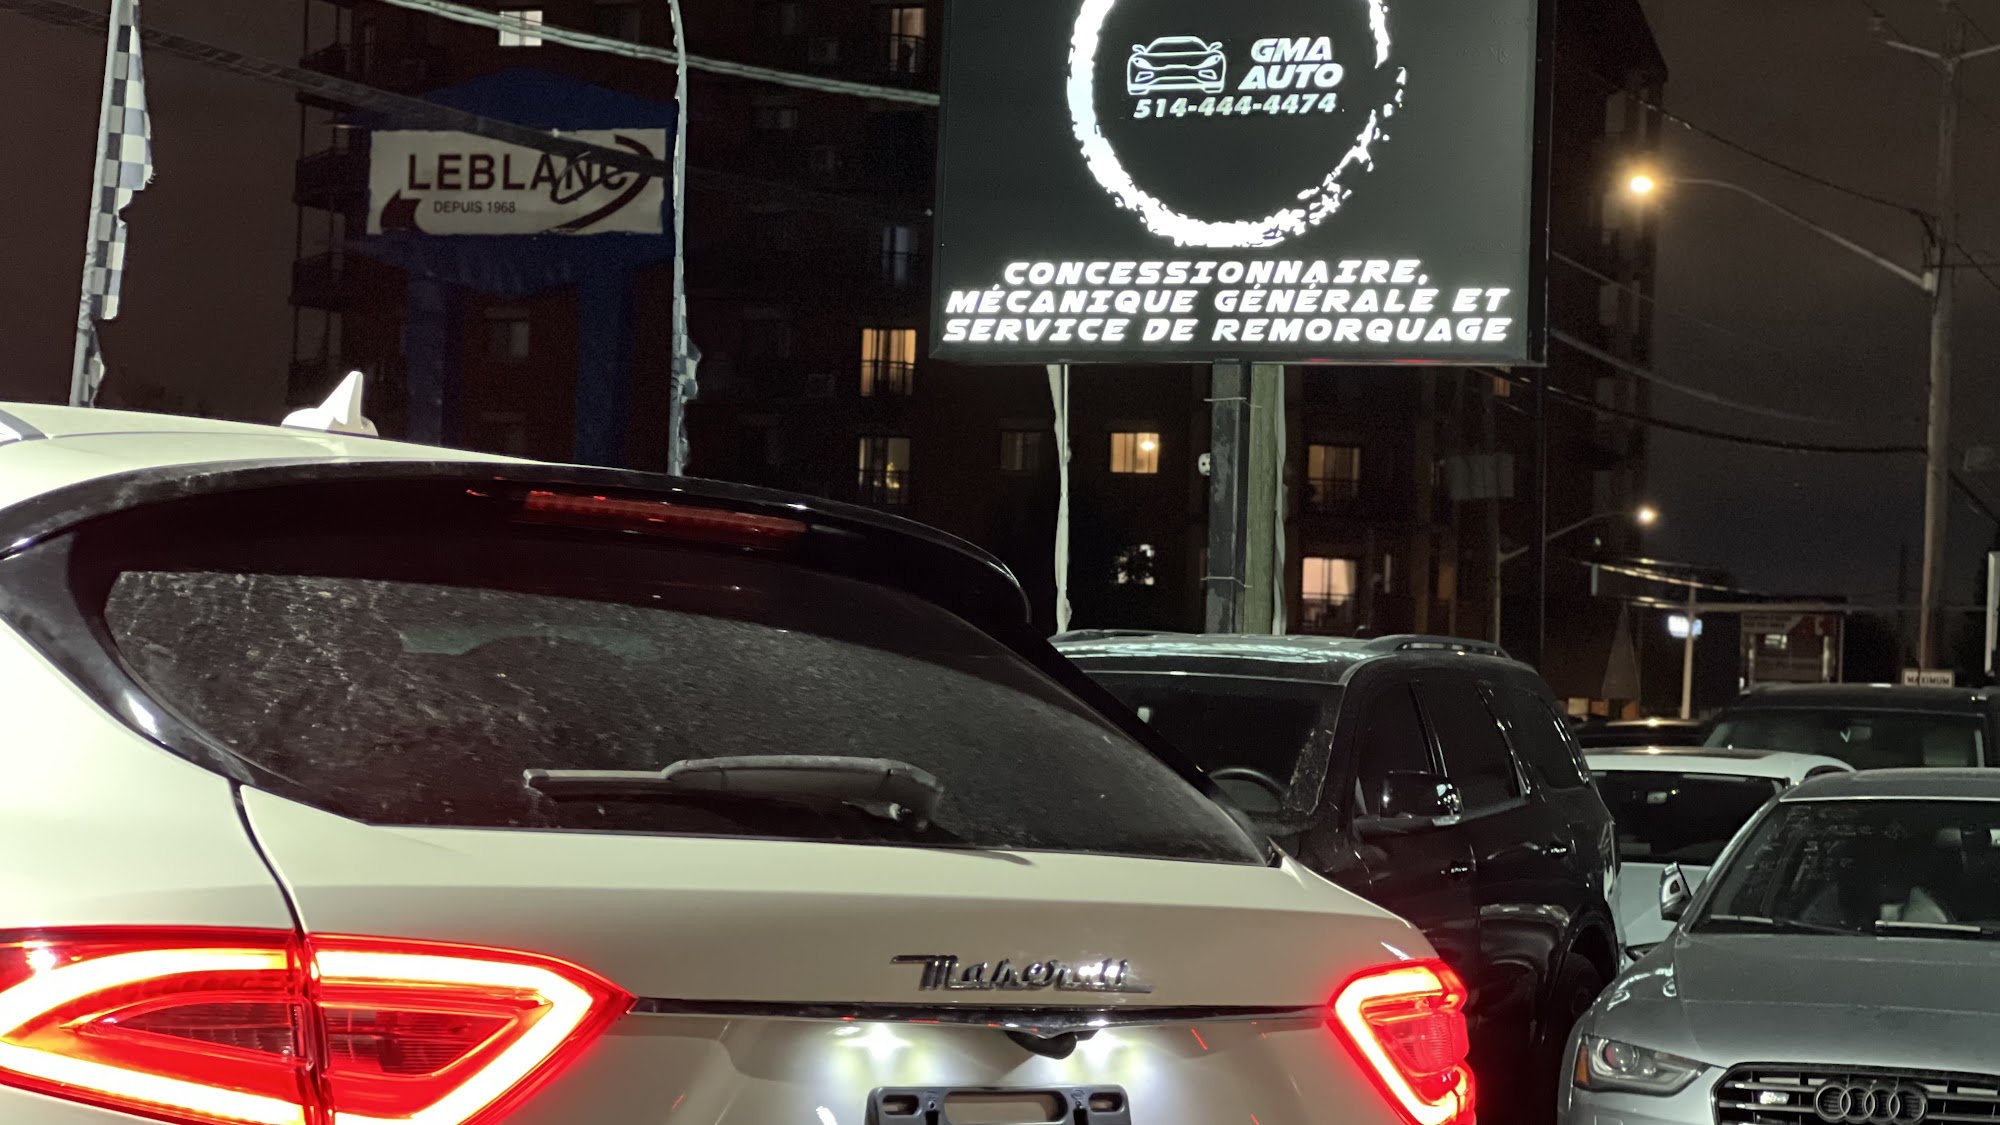 GMA
AUTO
514-444-4474
LEBLANC
DEPUIS 1968
CONCESSIONNAIRE,
MÉCANIQUE GÉNÉRALE ET
SERVICE DE REMORQUAGE
MAXIMUM
Maserati